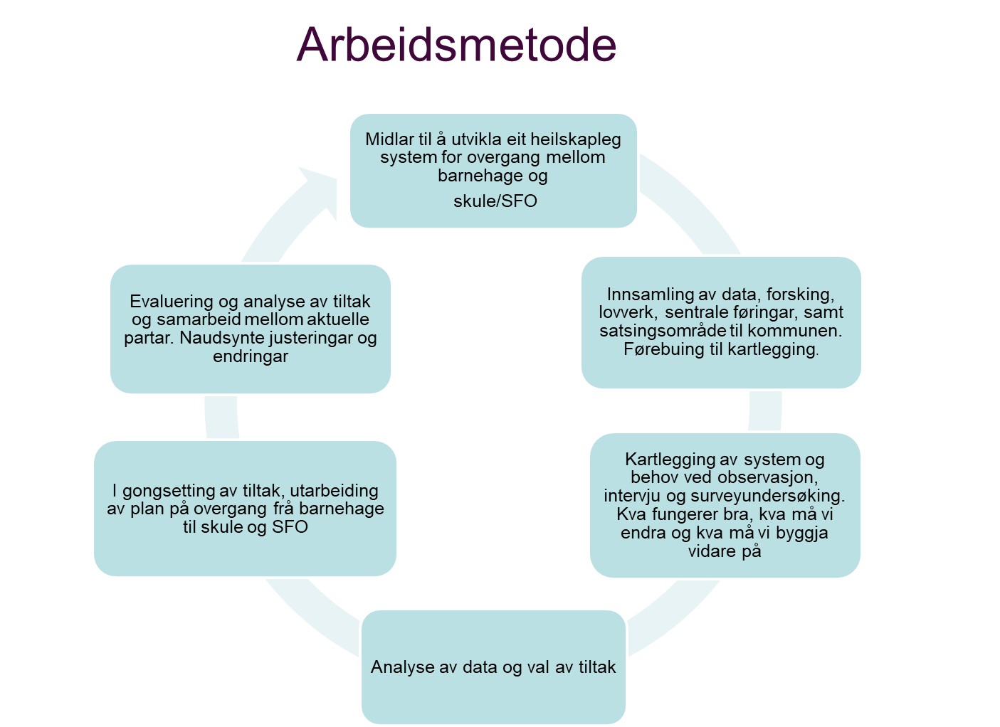 Arbeidsmetode
Midlar til å utvikla eit heilskapleg
system for overgang mellom
barnehage og
skule/SFO
Innsamling av data, forsking,
lovverk, sentrale føringar, samt
satsingsområde til kommunen.
Førebuing til kartlegging.
Kartlegging av system og
behov ved observasjon,
intervju og surveyundersøking.
Kva fungerer bra, kva må vi
endra og kva må vi byggja
vidare på
Analyse av data og val av tiltak
I gongsetting av tiltak, utarbeiding
av plan på overgang frå barnehage
til skule og SFO
Evaluering og analyse av tiltak
og samarbeid mellom aktuelle
partar. Naudsynte justeringar og
endringar